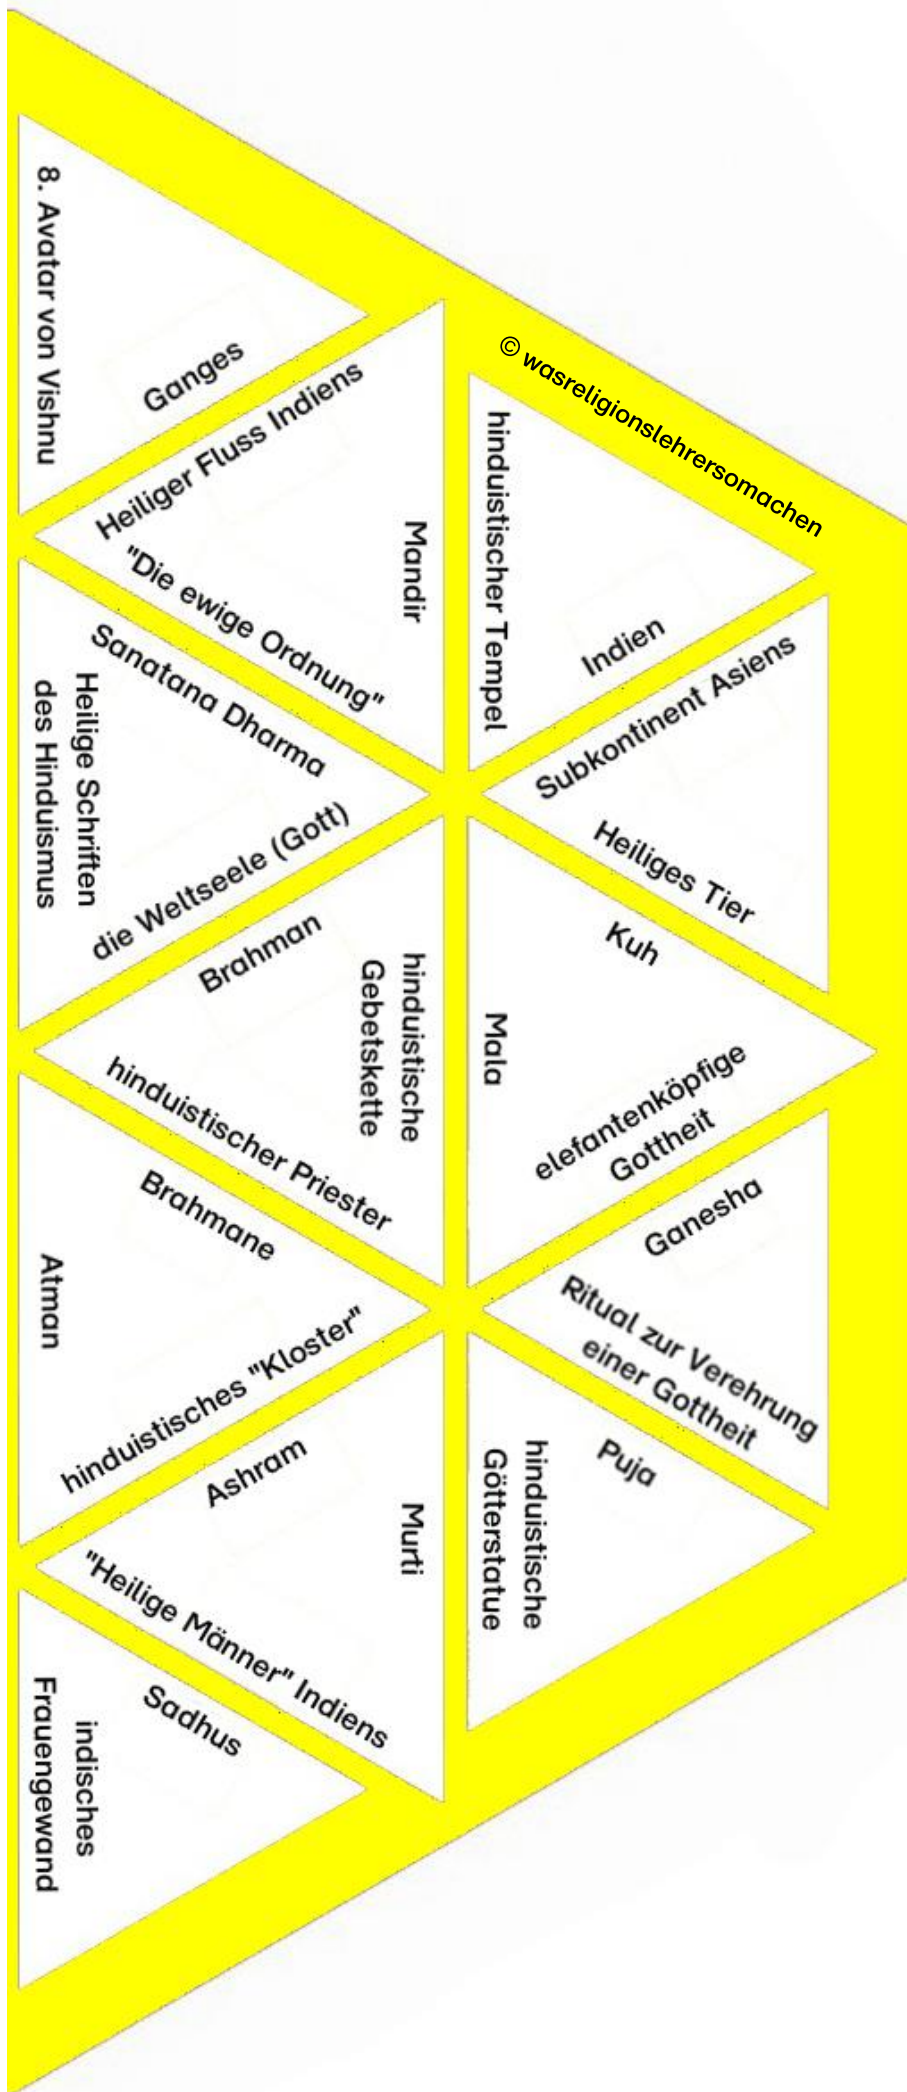 © wasreligionslehrersomachen
8. Avatar von Vishnu
Ganges
Heiliger Fluss Indiens
Mandir
"Die ewige Ordnung"
hinduistischer Tempel
Indien
Subkontinent Asiens
Heiliges Tier
Sanatana Dharma
Heilige Schriften
des Hinduismus
die Weltseele (Gott)
Brahman
hinduistische
Gebetskette
hinduistischer Priester
Kuh
Mala
elefantenköpfige
Gottheit
Ganesha
Ritual zur Verehrung
einer Gottheit
Brahmane
Atman
hinduistisches "Kloster"
Ashram
Murti
"Heilige Männer" Indiens
Puja
hinduistische
Götterstatue
Sadhus
indisches
Frauengewand